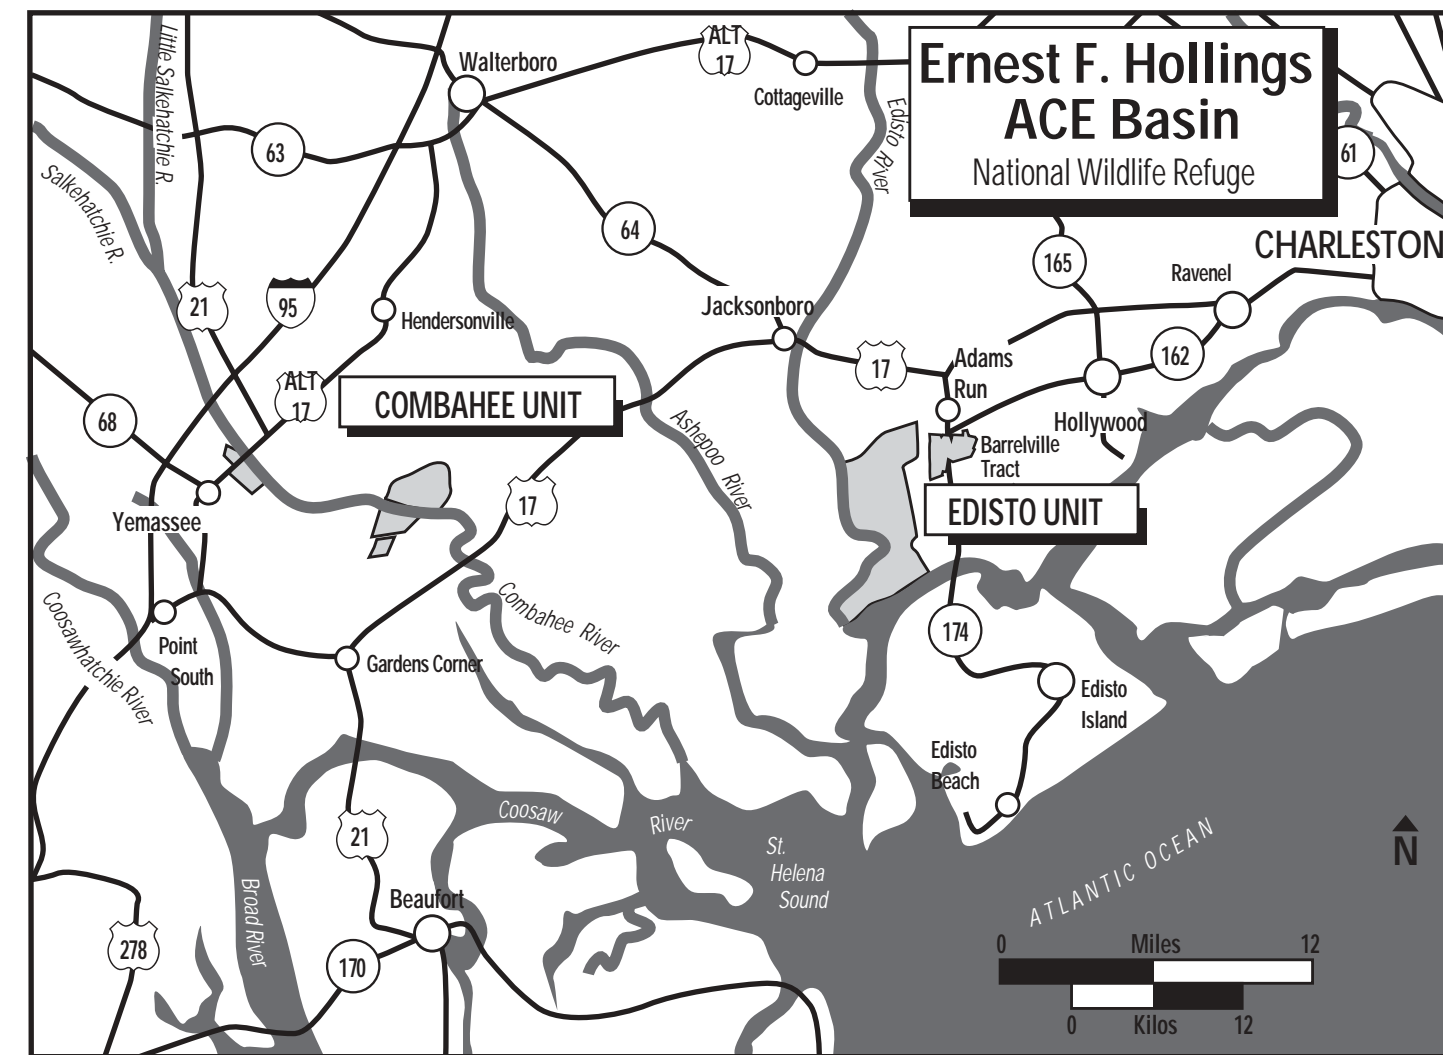 Ernest F. Hollings
ACE Basin
National Wildlife Refuge
Little Salkehatchie R.
Walterboro
ALT
17
Cottageville
Edisto River
63
61
Salkehatchie R.
64
165
CHARLESTON
Ravenel
21
95
Hendersonville
Jacksonboro
17
Adams
Run
162
ALT
17
COMBAHEE UNIT
68
Hollywood
Ashepoo River
Barrelville
Tract
17
EDISTO UNIT
Yemassee
Coosawhatchie River
Combahee River
174
Point
South
Gardens Corner
Edisto
Island
Edisto
Beach
Coosaw
River
21
St.
Helena
Sound
ATLANTIC OCEAN
N
Beaufort
Broad River
278
170
0
Miles
12
0
Kilos
12